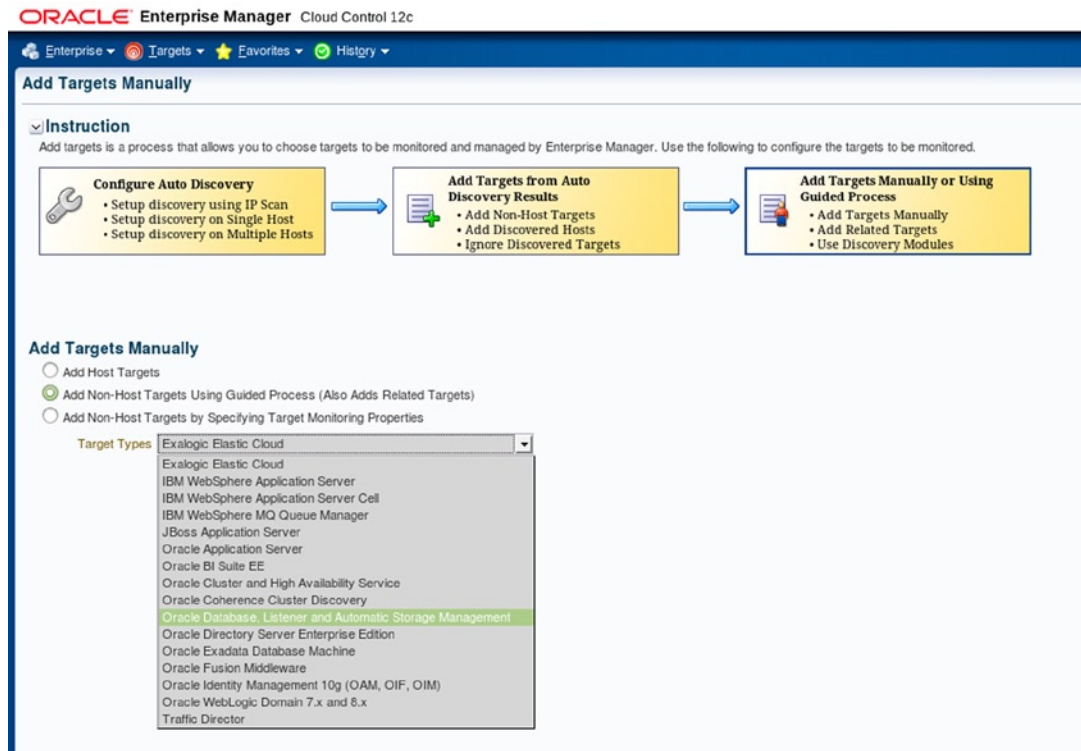 ORACLE Enterprise Manager Cloud Control 12c
Enterprise Targets Favorites History
Add Targets Manually
Instruction
Add targets is a process that allows you to choose targets to be monitored and managed by Enterprise Manager. Use the following to configure the targets to be monitored.
Configure Auto Discovery
• Setup discovery using IP Scan
• Setup discovery on Single Host
• Setup discovery on Multiple Hosts
Add Targets from Auto
Discovery Results
• Add Non-Host Targets
• Add Discovered Hosts
• Ignore Discovered Targets
Add Targets Manually or Using
Guided Process
• Add Targets Manually
• Add Related Targets
• Use Discovery Modules
Add Targets Manually
Add Host Targets
Add Non-Host Targets Using Guided Process (Also Adds Related Targets)
Add Non-Host Targets by Specifying Target Monitoring Properties
Target Types Exalogic Elastic Cloud
Exalogic Elastic Cloud
IBM WebSphere Application Server
IBM WebSphere Application Server Cell
IBM WebSphere MQ Queue Manager
JBoss Application Server
Oracle Application Server
Oracle BI Suite EE
Oracle Cluster and High Availability Service
Oracle Coherence Cluster Discovery
Oracle Database, Listener and Automatic Storage Management
Oracle Directory Server Enterprise Edition
Oracle Exadata Database Machine
Oracle Fusion Middleware
Oracle Identity Management 10g (OAM, OIF, OIM)
Oracle WebLogic Domain 7.x and 8.x
Traffic Director